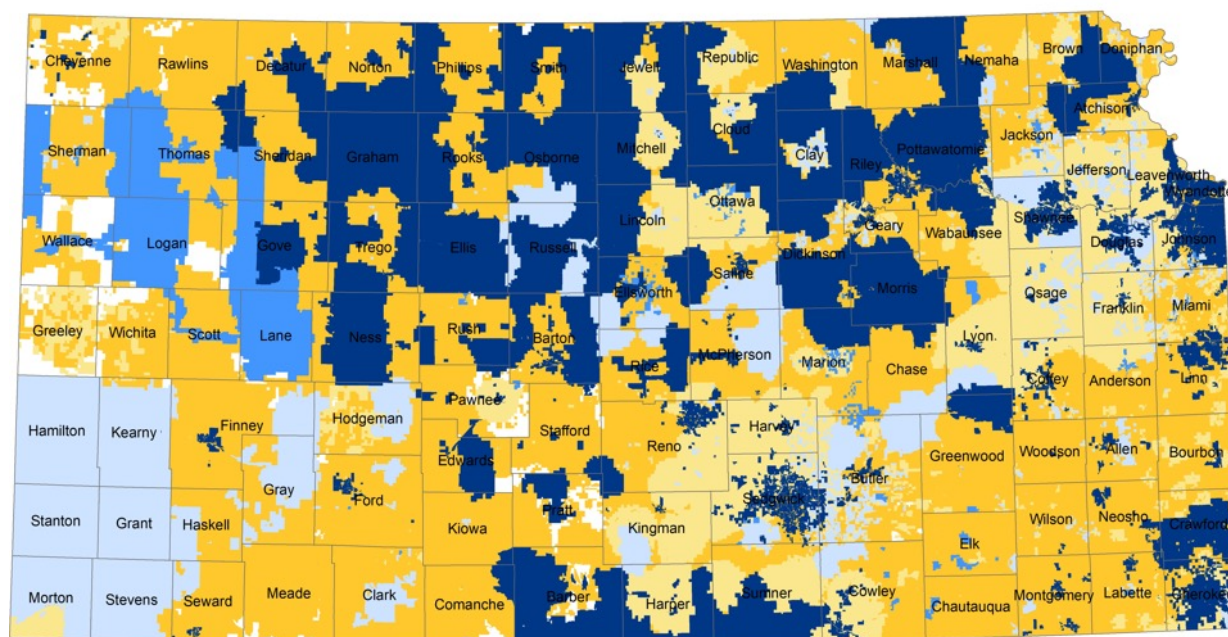 Cheyenne
Rawlins
Decatur
Norton
Phillips
Smith
Jewell
Republic
Washington
Marshall
Nemaha
Brown
Doniphan
Atchison
Sherman
Thomas
Sheridan
Graham
Rooks
Osborne
Mitchell
Cloud
Clay
Riley
Pottawatomie
Jackson
Jefferson
Leavenworth
Wyandotte
Wallace
Logan
Gove
Trego
Ellis
Russell
Lincoln
Ottawa
Saline
Dickinson
Geary
Wabaunsee
Shawnee
Douglas
Johnson
Greeley
Wichita
Scott
Lane
Ness
Rush
Barton
Ellsworth
Rice
McPherson
Marion
Morris
Chase
Lyon
Osage
Franklin
Miami
Coffey
Anderson
Linn
Hamilton
Kearny
Finney
Hodgeman
Pawnee
Stafford
Edwards
Reno
Harvey
Butler
Greenwood
Woodson
Allen
Bourbon
Stanton
Grant
Haskell
Gray
Ford
Kiowa
Pratt
Kingman
Sedgwick
Elk
Wilson
Neosho
Crawford
Morton
Stevens
Seward
Meade
Clark
Comanche
Barber
Harper
Sumner
Cowley
Chautauqua
Montgomery
Labette
Cherokee